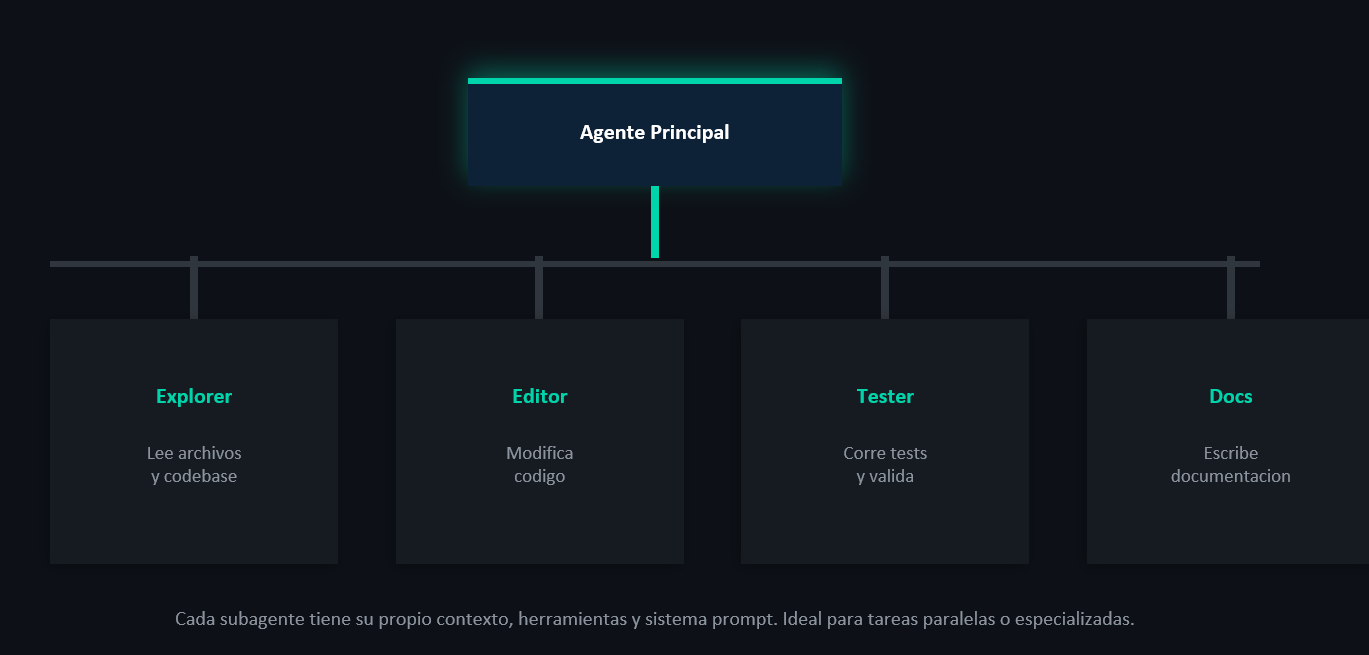 Agente Principal
Explorer
Lee archivos
y codebase
Editor
Modifica
codigo
Tester
Corre tests
y valida
Docs
Escribe
documentacion
Cada subagente tiene su propio contexto, herramientas y sistema prompt. Ideal para tareas paralelas o especializadas.